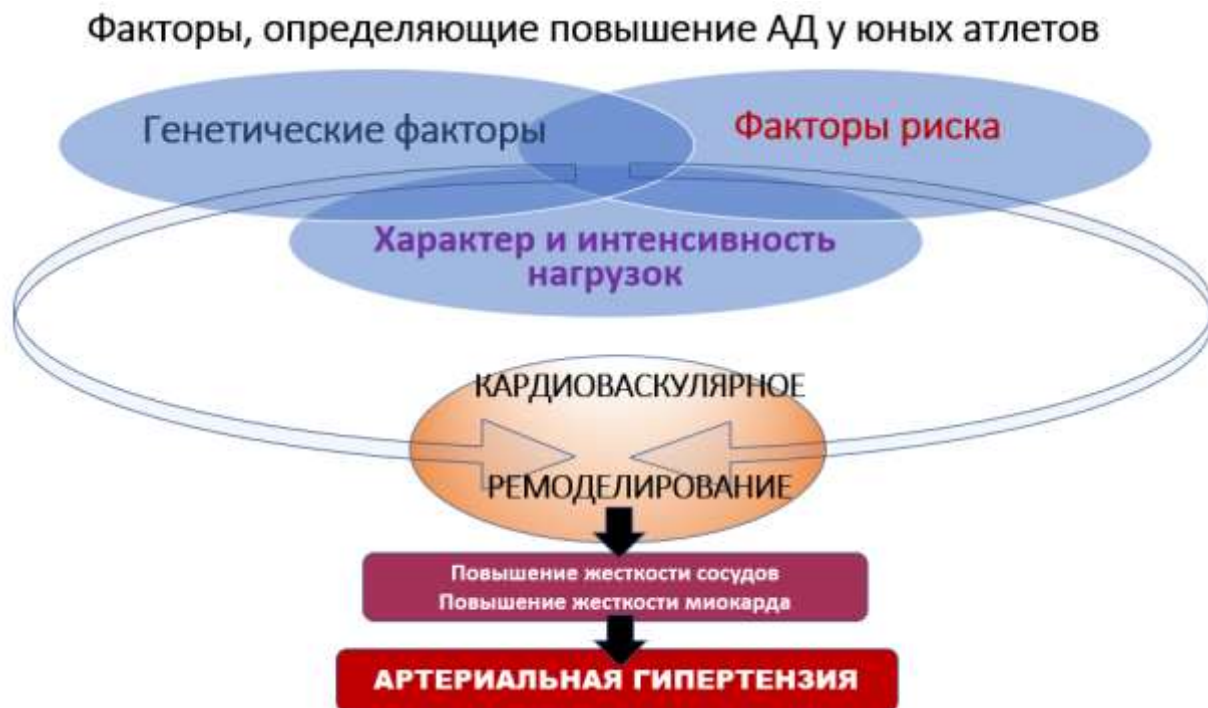 Факторы, определяющие повышение АД у юных атлетов
Генетические факторы
Факторы риска
Характер и интенсивность
нагрузок
КАРДИОВАСКУЛЯРНОЕ
РЕМОДЕЛИРОВАНИЕ
Повышение жесткости сосудов
Повышение жесткости миокарда
АРТЕРИАЛЬНАЯ ГИПЕРТЕНЗИЯ